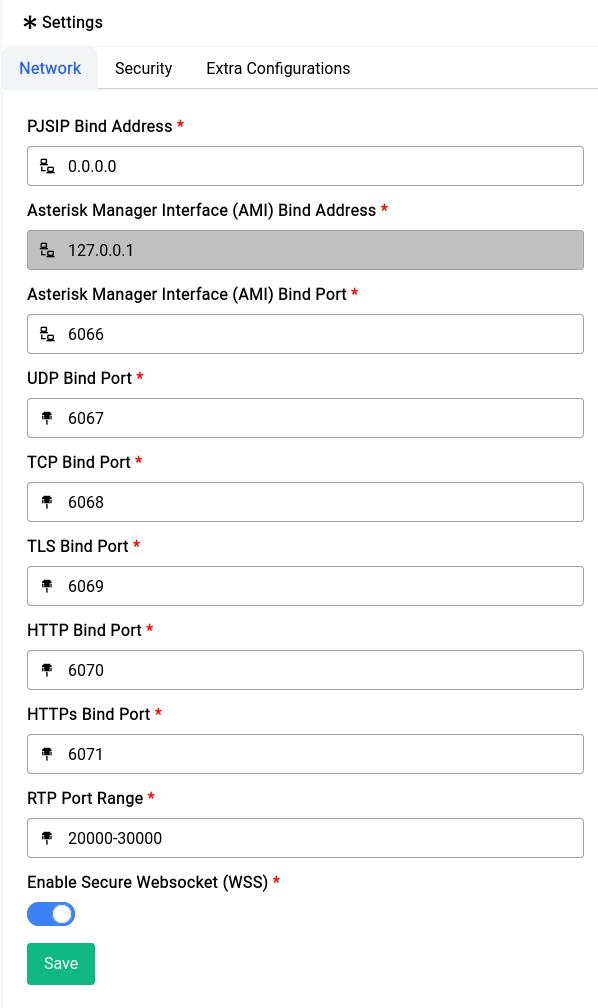 Settings
Network Security Extra Configurations
PJSIP Bind Address *
0.0.0.0
Asterisk Manager Interface (AMI) Bind Address *
127.0.0.1
Asterisk Manager Interface (AMI) Bind Port *
6066
UDP Bind Port *
6067
TCP Bind Port *
6068
TLS Bind Port *
6069
HTTP Bind Port *
6070
HTTPs Bind Port *
6071
RTP Port Range *
20000-30000
Enable Secure Websocket (WSS) *
Save